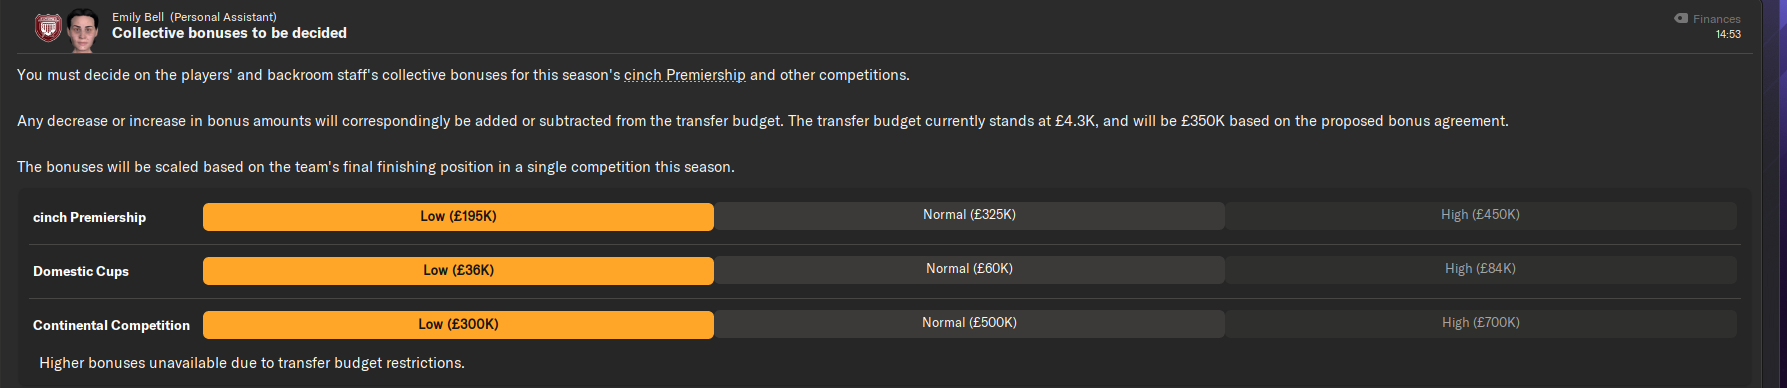 Emily Bell (Personal Assistant)
Collective bonuses to be decided
Finances
14:53
You must decide on the players' and backroom staff's collective bonuses for this season's cinch Premiership and other competitions.
Any decrease or increase in bonus amounts will correspondingly be added or subtracted from the transfer budget. The transfer budget currently stands at £4.3K, and will be £350K based on the proposed bonus agreement.
The bonuses will be scaled based on the team's final finishing position in a single competition this season.
cinch Premiership Low (£195K) Normal (£325K) High (£450K)
Domestic Cups Low (£36K) Normal (£60K) High (£84K)
Continental Competition Low (£300K) Normal (£500K) High (£700K)
Higher bonuses unavailable due to transfer budget restrictions.